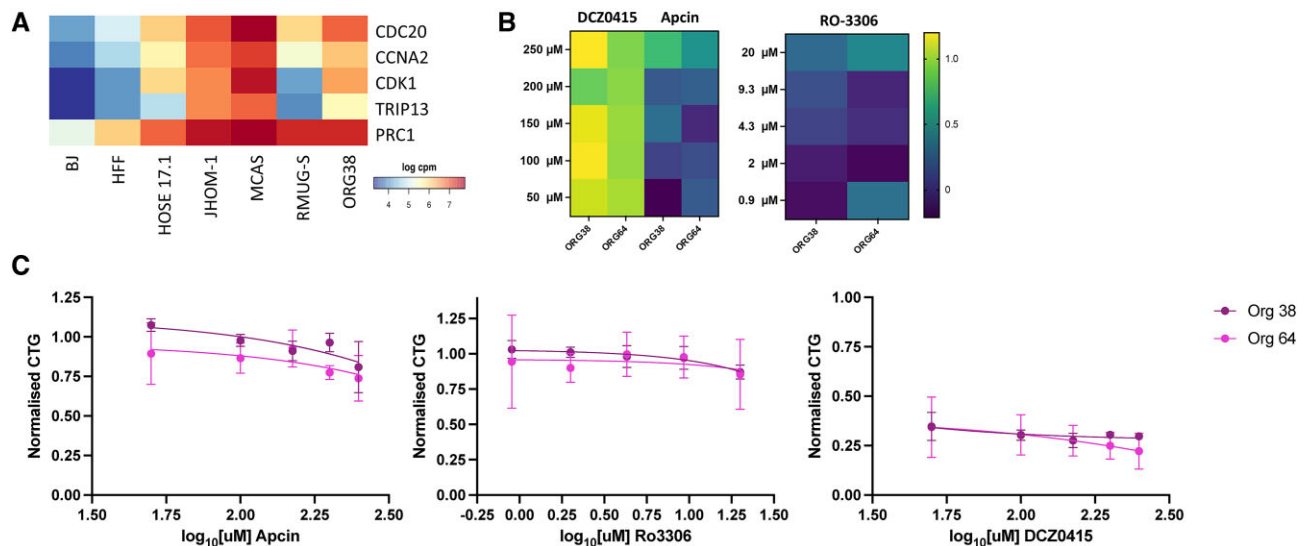 A
CDC20
CCNA2
CDK1
TRIP13
PRC1
BJ
HFF
HOSE 17.1
JHOM-1
MCAS
RMUG-S
ORG38
log cpm
4 5 6 7
B
DCZ0415 Apcin
250 µM
200 µM
150 µM
100 µM
50 µM
ORG38
ORG64
ORG38
ORG64
RO-3306
20 µM
9.3 µM
4.3 µM
2 µM
0.9 µM
ORG38
ORG64
1.0
0.5
0
C
Normalised CTG
1.25
1.00
0.75
0.50
0.25
0.00
1.50 1.75 2.00 2.25 2.50
log10[uM] Apcin
Normalised CTG
1.25
1.00
0.75
0.50
0.25
0.00
-0.25 0.00 0.25 0.50 0.75 1.00 1.25 1.50
log10[uM] Ro3306
Normalised CTG
1.25
1.00
0.75
0.50
0.25
0.00
1.50 1.75 2.00 2.25 2.50
log10[uM] DCZ0415
Org 38
Org 64